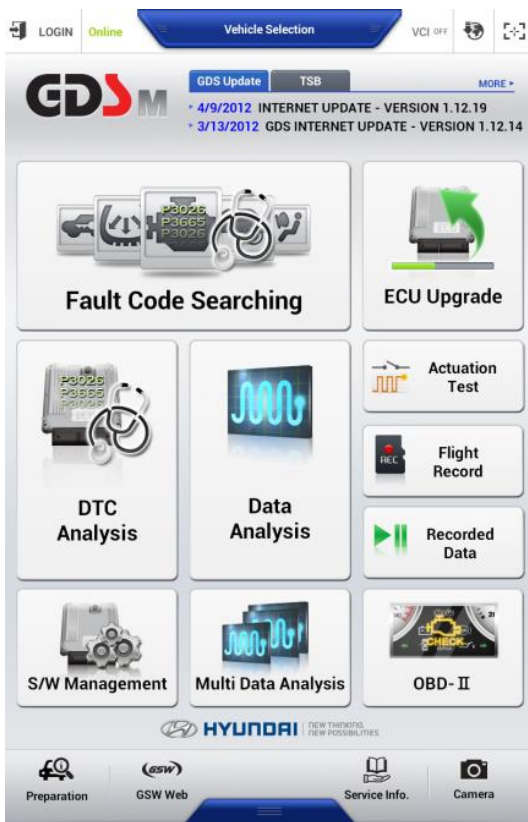 LOGIN
Online
Vehicle Selection
VCI OFF
GDS M
GDS Update
TSB
MORE
4/9/2012 INTERNET UPDATE - VERSION 1.12.19
3/13/2012 GDS INTERNET UPDATE - VERSION 1.12.14
P3026
P3665
P3026
Fault Code Searching
ECU Upgrade
P3026
P3665
P3026
DTC
Analysis
Data
Analysis
Actuation
Test
REC
Flight
Record
Recorded
Data
S/W Management
Multi Data Analysis
CHECK
OBD-Ⅱ
HYUNDAI
NEW THINKING.
NEW POSSIBILITIES.
Preparation
GSW
GSW Web
Service Info.
Camera